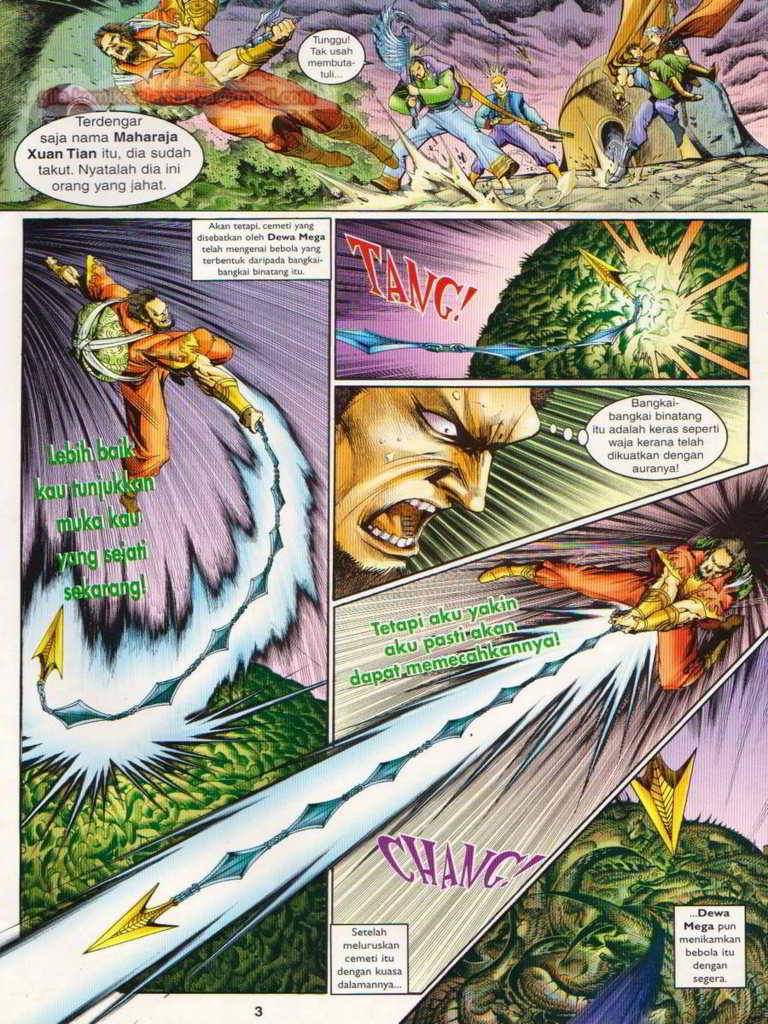 Tunggu!
Tak usah
membuta-
tuli...
Terdengar
saja nama Maharaja
Xuan Tian itu, dia sudah
takut. Nyatalah dia ini
orang yang jahat.
Akan tetapi, cemeti yang
disebatkan oleh Dewa Mega
telah mengenai bebola yang
terbentuk daripada bangkai-
bangkai binatang itu.
Lebih baik
kau tunjukkan
muka kau
yang sejati
sekarang!
TANG!
Bangkai-
bangkai binatang
itu adalah keras seperti
waja kerana telah
dikuatkan dengan
auranya!
Tetapi aku yakin
aku pasti akan
dapat memecahkannya!
CHANG!
Setelah
meluruskan
cemeti itu
dengan kuasa
dalamannya...
...Dewa
Mega pun
menikamkan
bebola itu
dengan
segera.
3